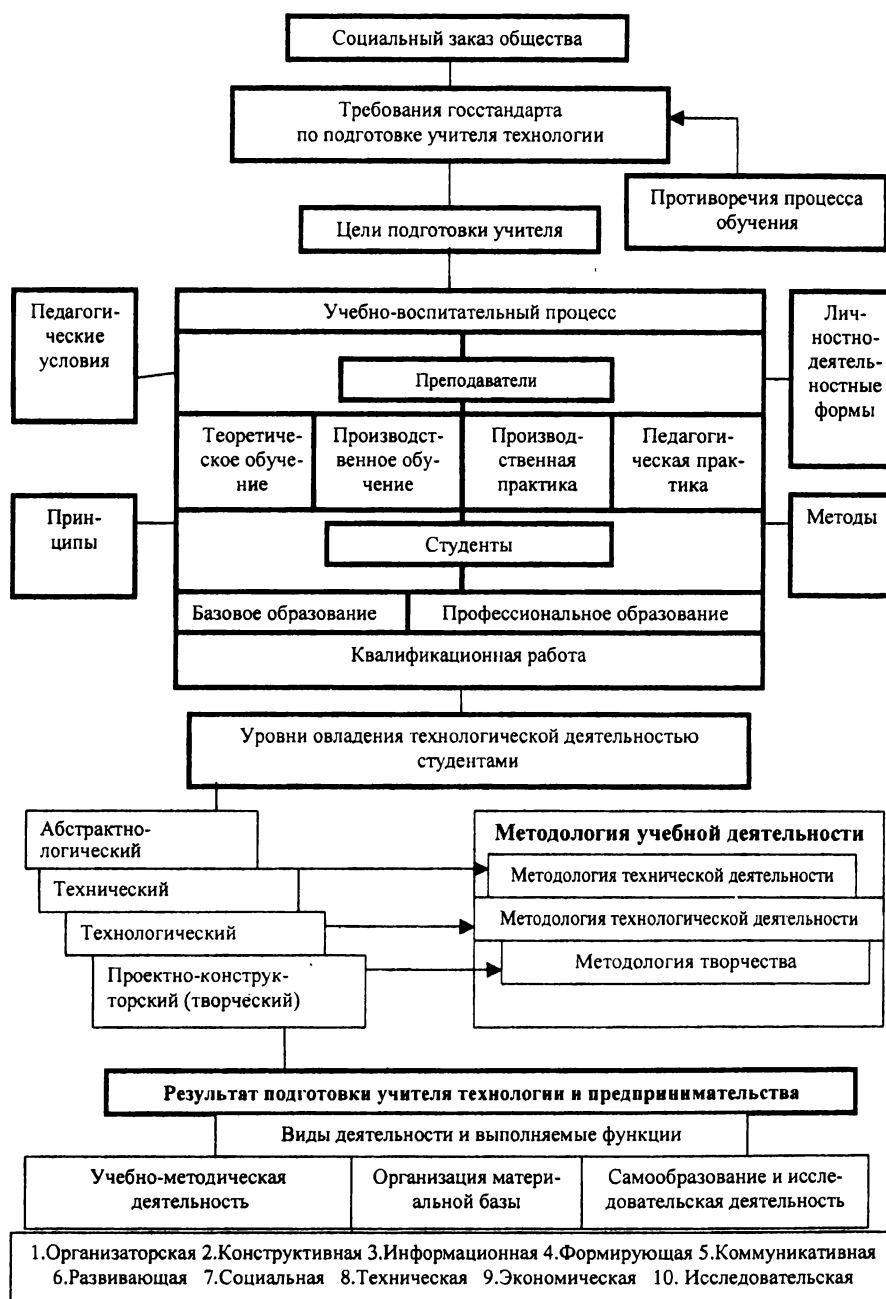 Социальный заказ общества
Требования госстандарта
по подготовке учителя технологии
Противоречия процесса
обучения
Цели подготовки учителя
Педагоги-
ческие
условия
Учебно-воспитательный процесс
Лич-
ностно-
деятель-
ностные
формы
Преподаватели
Теоретиче-
ское обуче-
ние
Производст-
венное обу-
чение
Производ-
ственная
практика
Педагоги-
ческая прак-
тика
Прин-
ципы
Студенты
Методы
Базовое образование
Профессиональное образование
Квалификационная работа
Уровни овладения технологической деятельностью
студентами
Абстрактно-
логический
Технический
Технологический
Проектно-конструк-
торский (творческий)
Методология учебной деятельности
Методология технической деятельности
Методология технологической деятельности
Методология творчества
Результат подготовки учителя технологии и предпринимательства
Виды деятельности и выполняемые функции
Учебно-методическая
деятельность
Организация матери-
альной базы
Самообразование и иссле-
довательская деятельность
1.Организаторская 2.Конструктивная 3.Информационная 4.Формирующая 5.Коммуникативная
6.Развивающая 7.Социальная 8.Техническая 9.Экономическая 10. Исследовательская